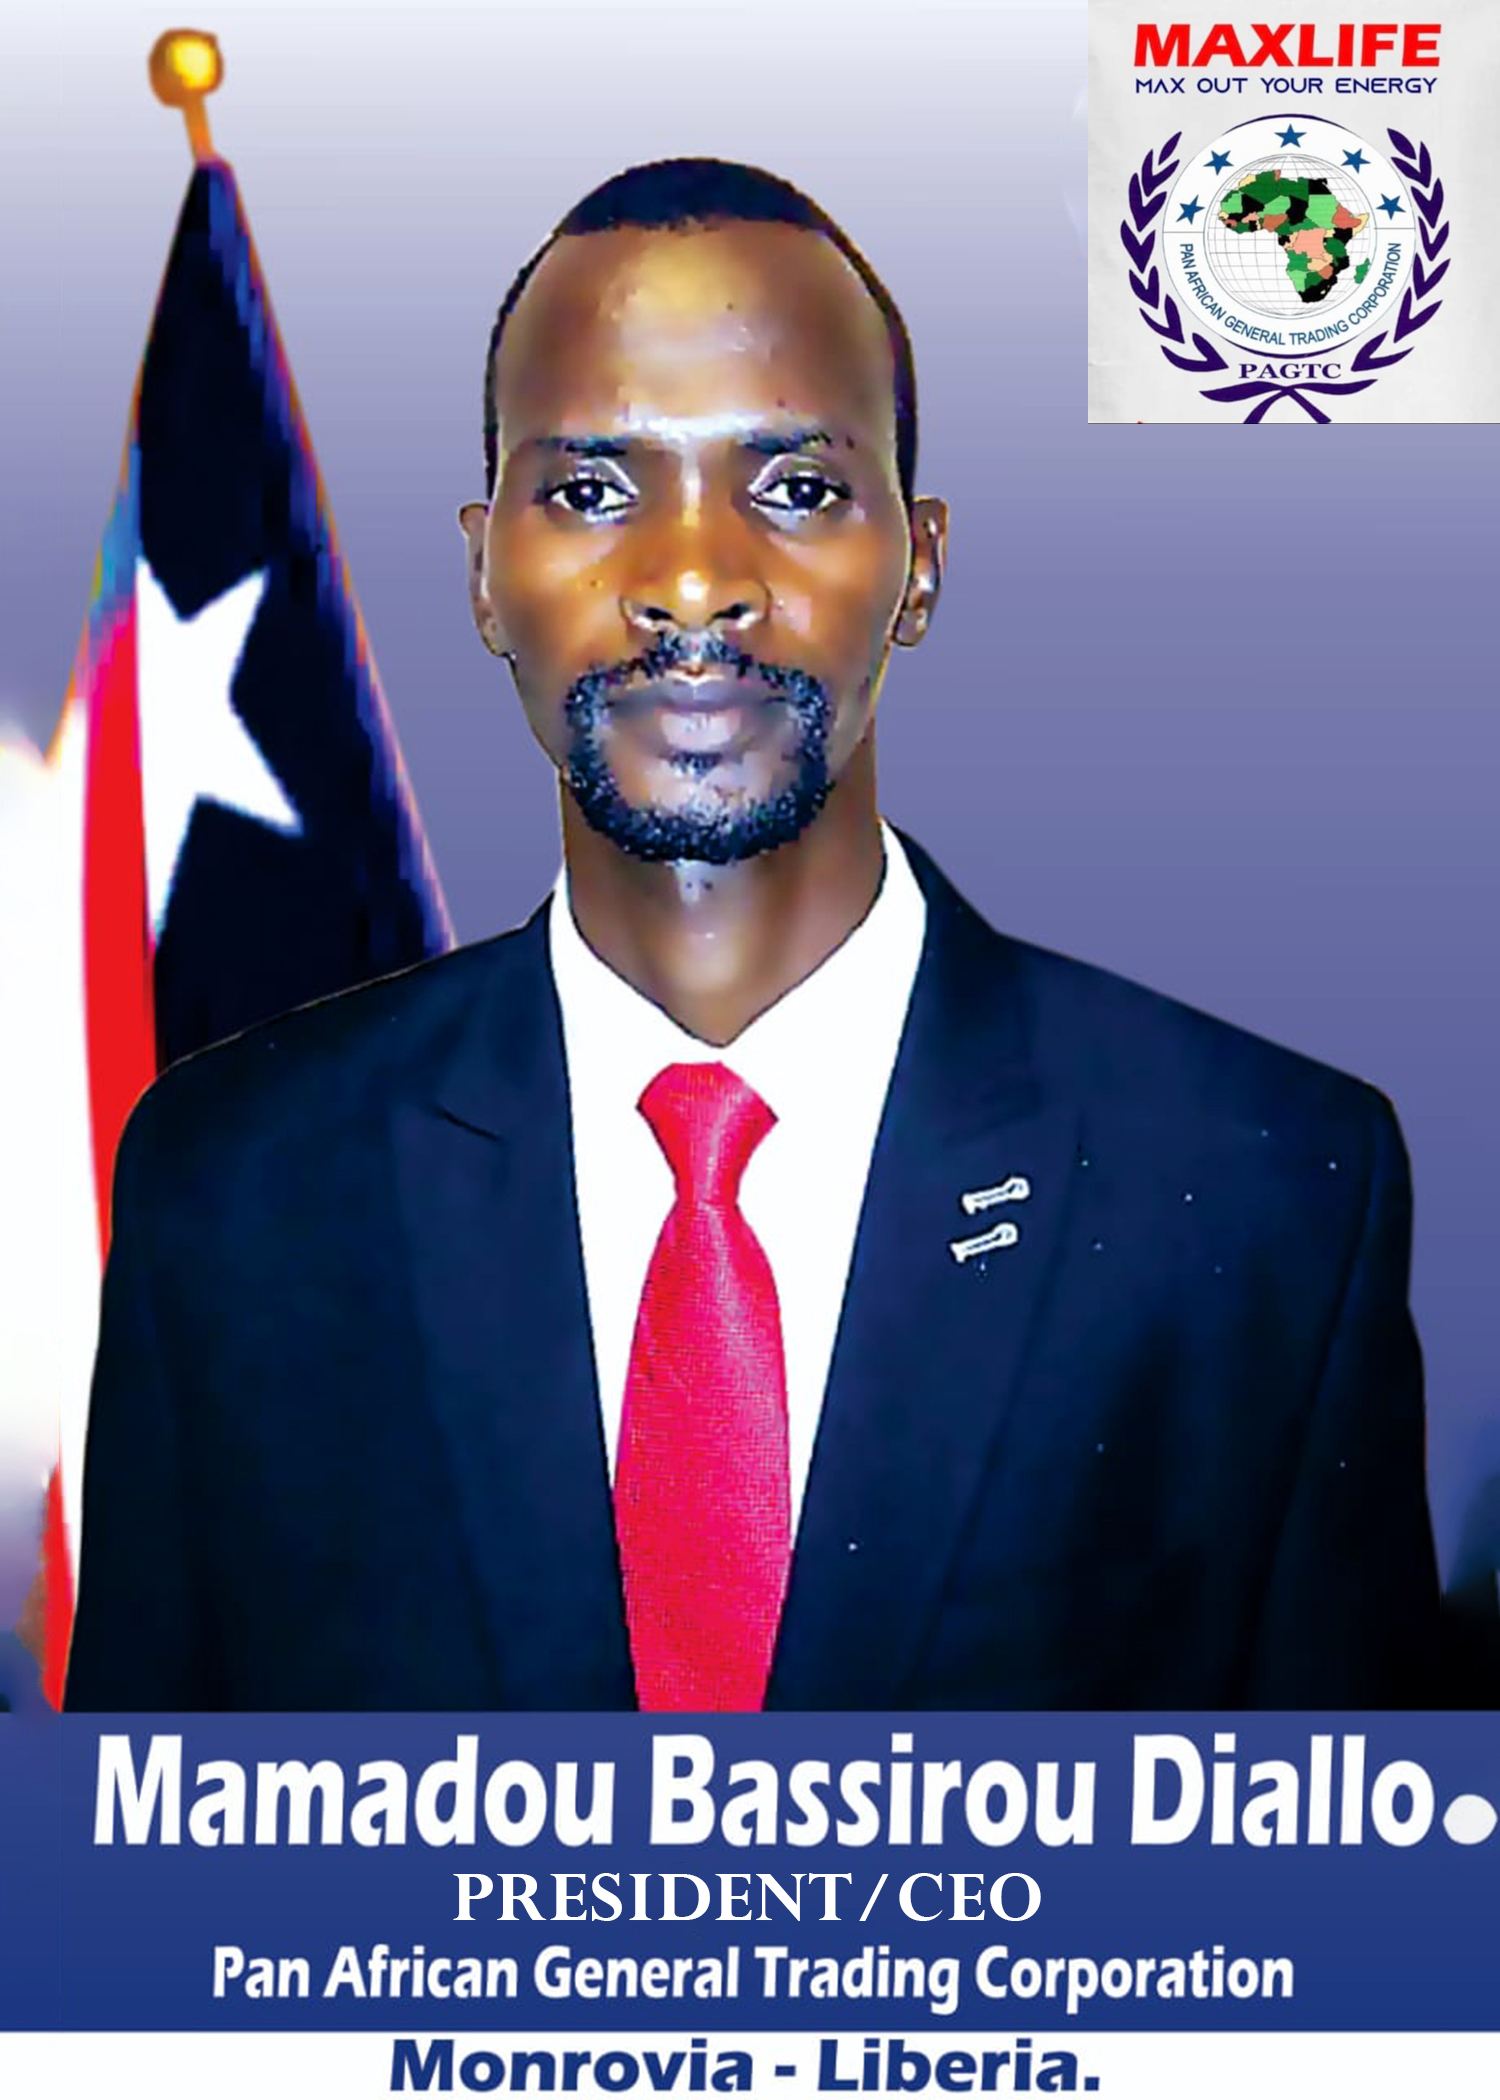 MAXLIFE
MAX OUT YOUR ENERGY
PAN AFRICAN GENERAL TRADING CORPORATION
PAGTC
Mamadou Bassirou Diallo.
PRESIDENT/CEO
Pan African General Trading Corporation
Monrovia - Liberia.